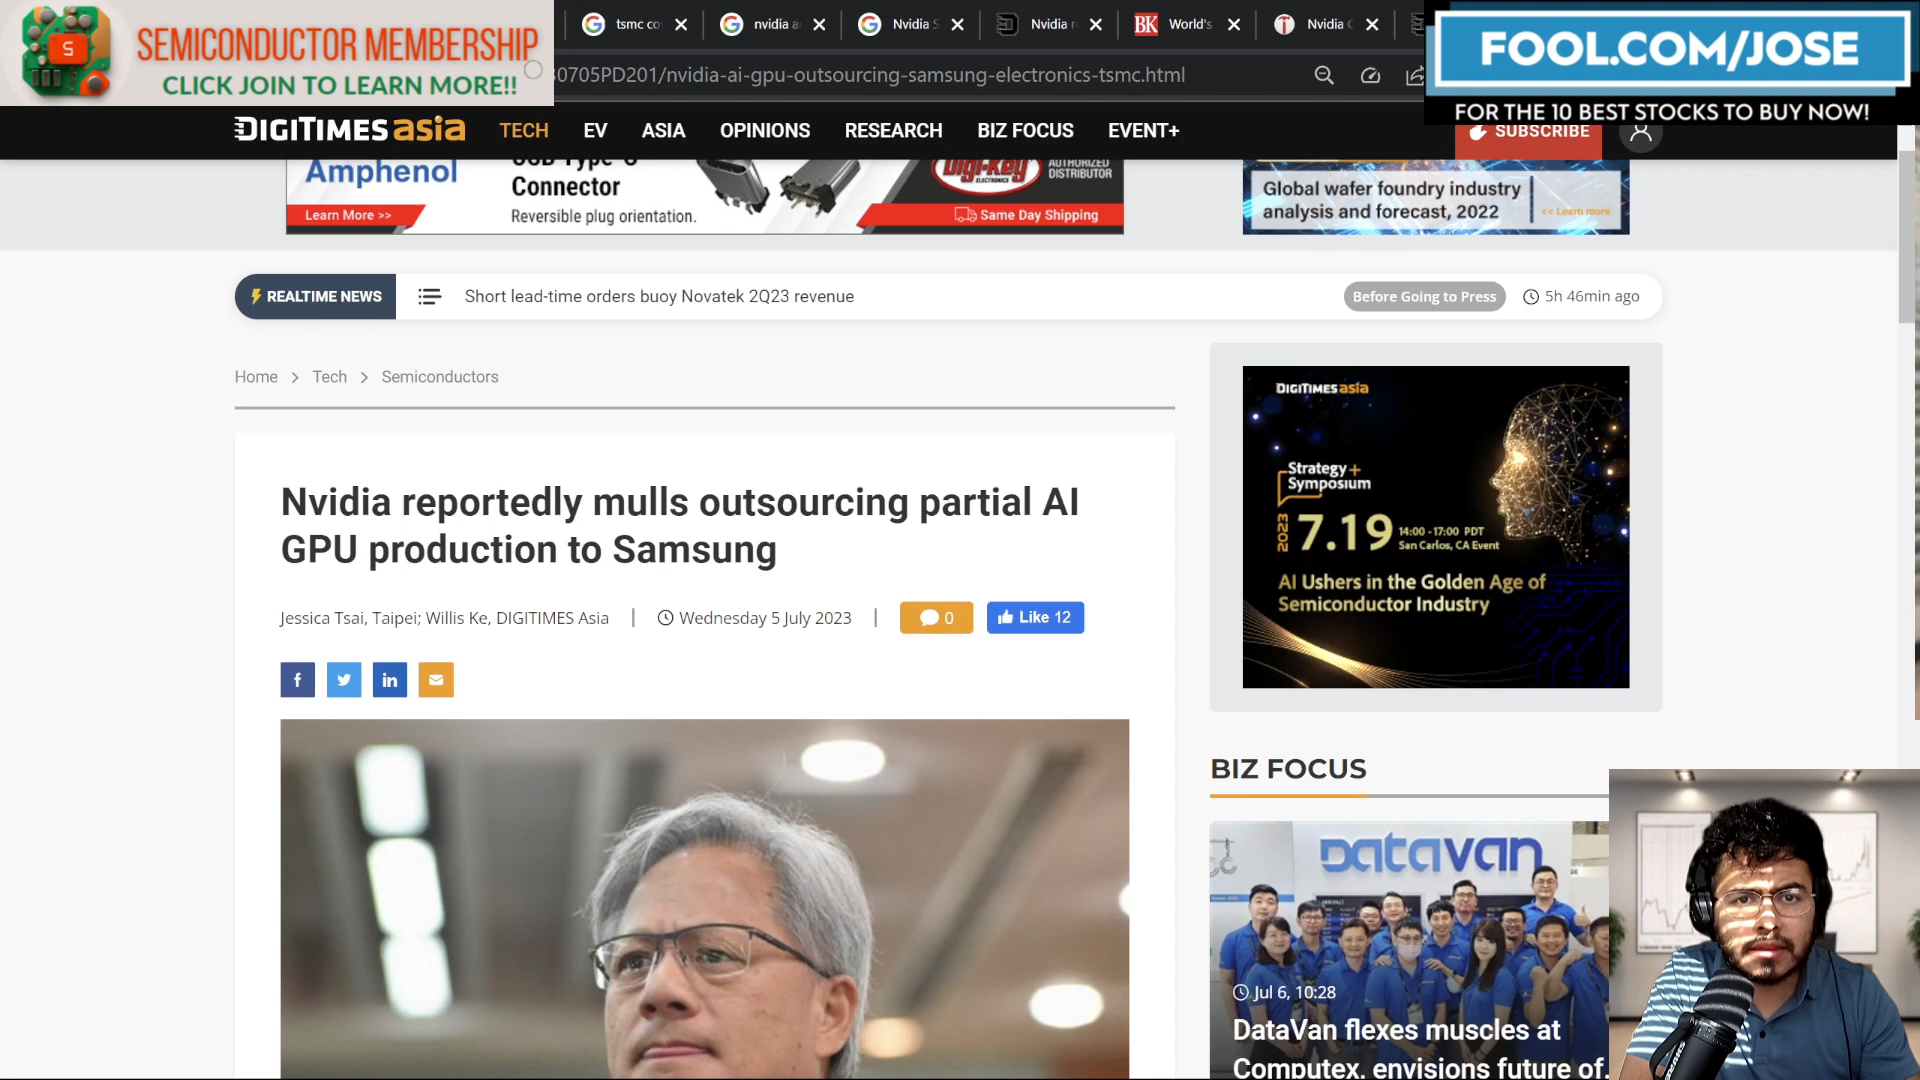 S
SEMICONDUCTOR MEMBERSHIP
CLICK JOIN TO LEARN MORE!!
tsmc co
nvidia a
Nvidia S
Nvidia r
BK
World's
Nvidia
FOOL.COM/JOSE
FOR THE 10 BEST STOCKS TO BUY NOW!
30705PD201/nvidia-ai-gpu-outsourcing-samsung-electronics-tsmc.html
DIGITIMES asia
TECH
EV
ASIA
OPINIONS
RESEARCH
BIZ FOCUS
EVENT+
SUBSCRIBE
Amphenol
USB Type-C
Connector
Reversible plug orientation.
Learn More >>
Digi-Key
ELECTRONICS
AUTHORIZED
DISTRIBUTOR
Same Day Shipping
Global wafer foundry industry
analysis and forecast, 2022
<< Learn more
REALTIME NEWS
Short lead-time orders buoy Novatek 2Q23 revenue
Before Going to Press
5h 46min ago
Home > Tech > Semiconductors
Nvidia reportedly mulls outsourcing partial AI
GPU production to Samsung
Jessica Tsai, Taipei; Willis Ke, DIGITIMES Asia | Wednesday 5 July 2023 |
0
Like 12
DIGITIMES asia
Strategy+
Symposium
2023
7.19
14:00 - 17:00 PDT
San Carlos, CA Event
AI Ushers in the Golden Age of
Semiconductor Industry
BIZ FOCUS
DATAVAN
Jul 6, 10:28
DataVan flexes muscles at
Computex, envisions future of
SHURE